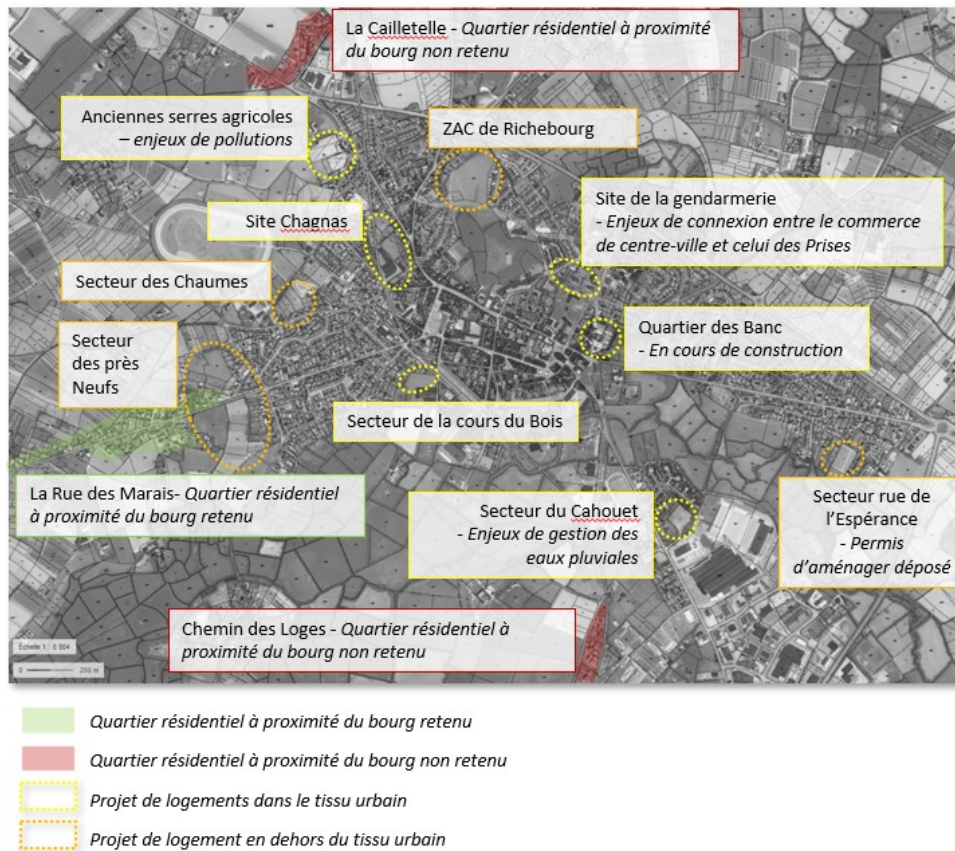 La Cailletelle - Quartier résidentiel à proximité
du bourg non retenu
Anciennes serres agricoles
– enjeux de pollutions
ZAC de Richebourg
Site Chagnas
Site de la gendarmerie
- Enjeux de connexion entre le commerce
de centre-ville et celui des Prises
Secteur des Chaumes
Secteur
des près
Neufs
Quartier des Banc
- En cours de construction
Secteur de la cours du Bois
La Rue des Marais- Quartier résidentiel
à proximité du bourg retenu
Secteur du Cahouet
- Enjeux de gestion des
eaux pluviales
Secteur rue de
l’Espérance
- Permis
d’aménager déposé
Chemin des Loges - Quartier résidentiel à
proximité du bourg non retenu
Échelle 1 : 8 804
0 200 m
Quartier résidentiel à proximité du bourg retenu
Quartier résidentiel à proximité du bourg non retenu
Projet de logements dans le tissu urbain
Projet de logement en dehors du tissu urbain